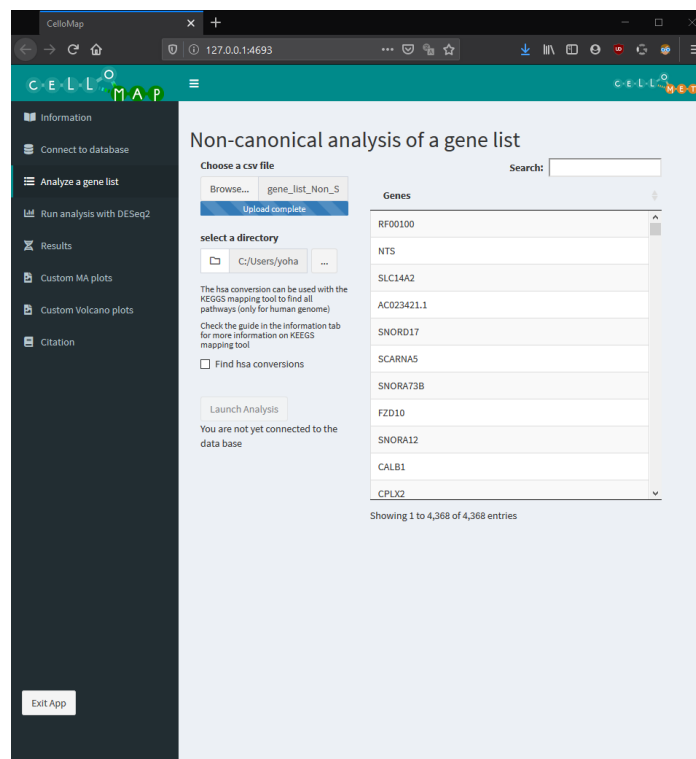 CelloMap
127.0.0.1:4693
C·E·L·L·O
MAP
C·E·L·L·O
M·E·T
Information
Connect to database
Analyze a gene list
Run analysis with DESeq2
Results
Custom MA plots
Custom Volcano plots
Citation
Exit App
Non-canonical analysis of a gene list
Choose a csv file
Browse... gene_list_Non_S
Upload complete
select a directory
C:/Users/yoha ...
The hsa conversion can be used with the
KEGGS mapping tool to find all
pathways (only for human genome)
Check the guide in the information tab
for more information on KEEGS
mapping tool
Find hsa conversions
Launch Analysis
You are not yet connected to the
data base
Search:
Genes
RF00100
NTS
SLC14A2
AC023421.1
SNORD17
SCARNA5
SNORA73B
FZD10
SNORA12
CALB1
CPLX2
Showing 1 to 4,368 of 4,368 entries